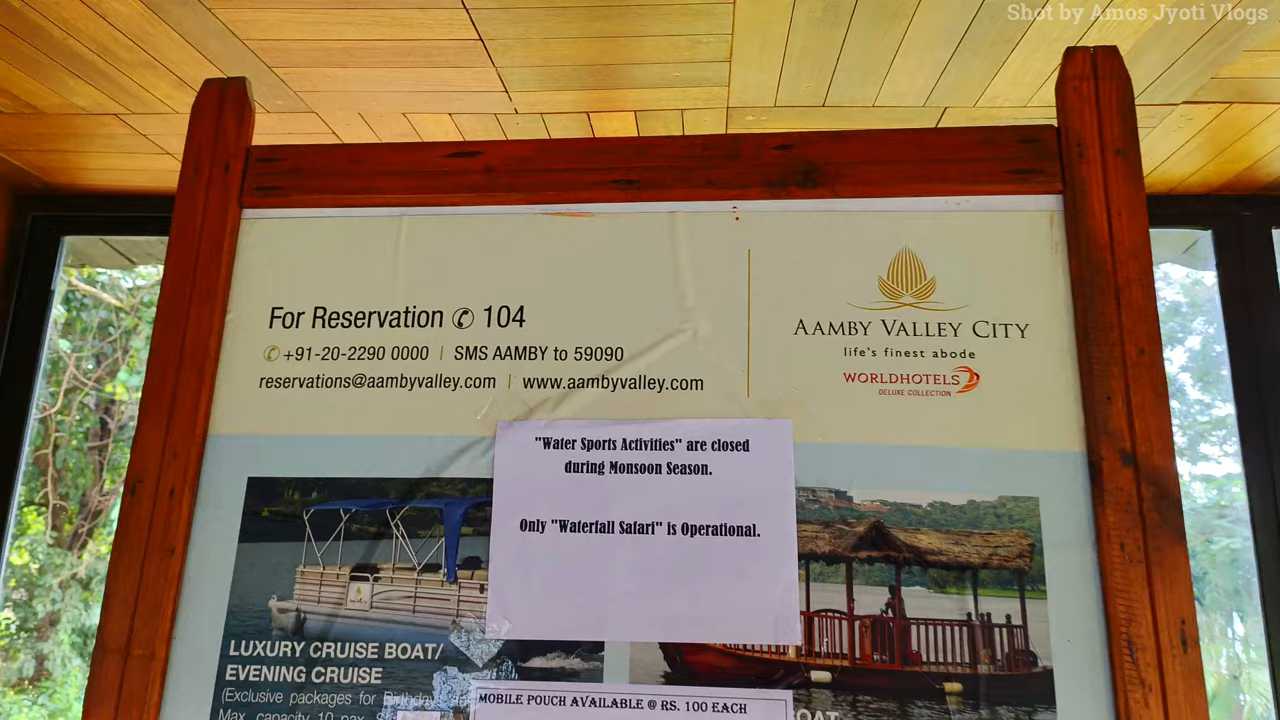 Shot by Amos Jyoti Vlogs
For Reservation ✆ 104
✆ +91-20-2290 0000 | SMS AAMBY to 59090
reservations@aambyvalley.com | www.aambyvalley.com
AAMBY VALLEY CITY
life's finest abode
WORLDHOTELS
DELUXE COLLECTION
"Water Sports Activities" are closed
during Monsoon Season.
Only "Waterfall Safari" is Operational.
LUXURY CRUISE BOAT/
EVENING CRUISE
(Exclusive packages for Birthday
Max. capacity 10 pax.
MOBILE POUCH AVAILABLE @ RS. 100 EACH